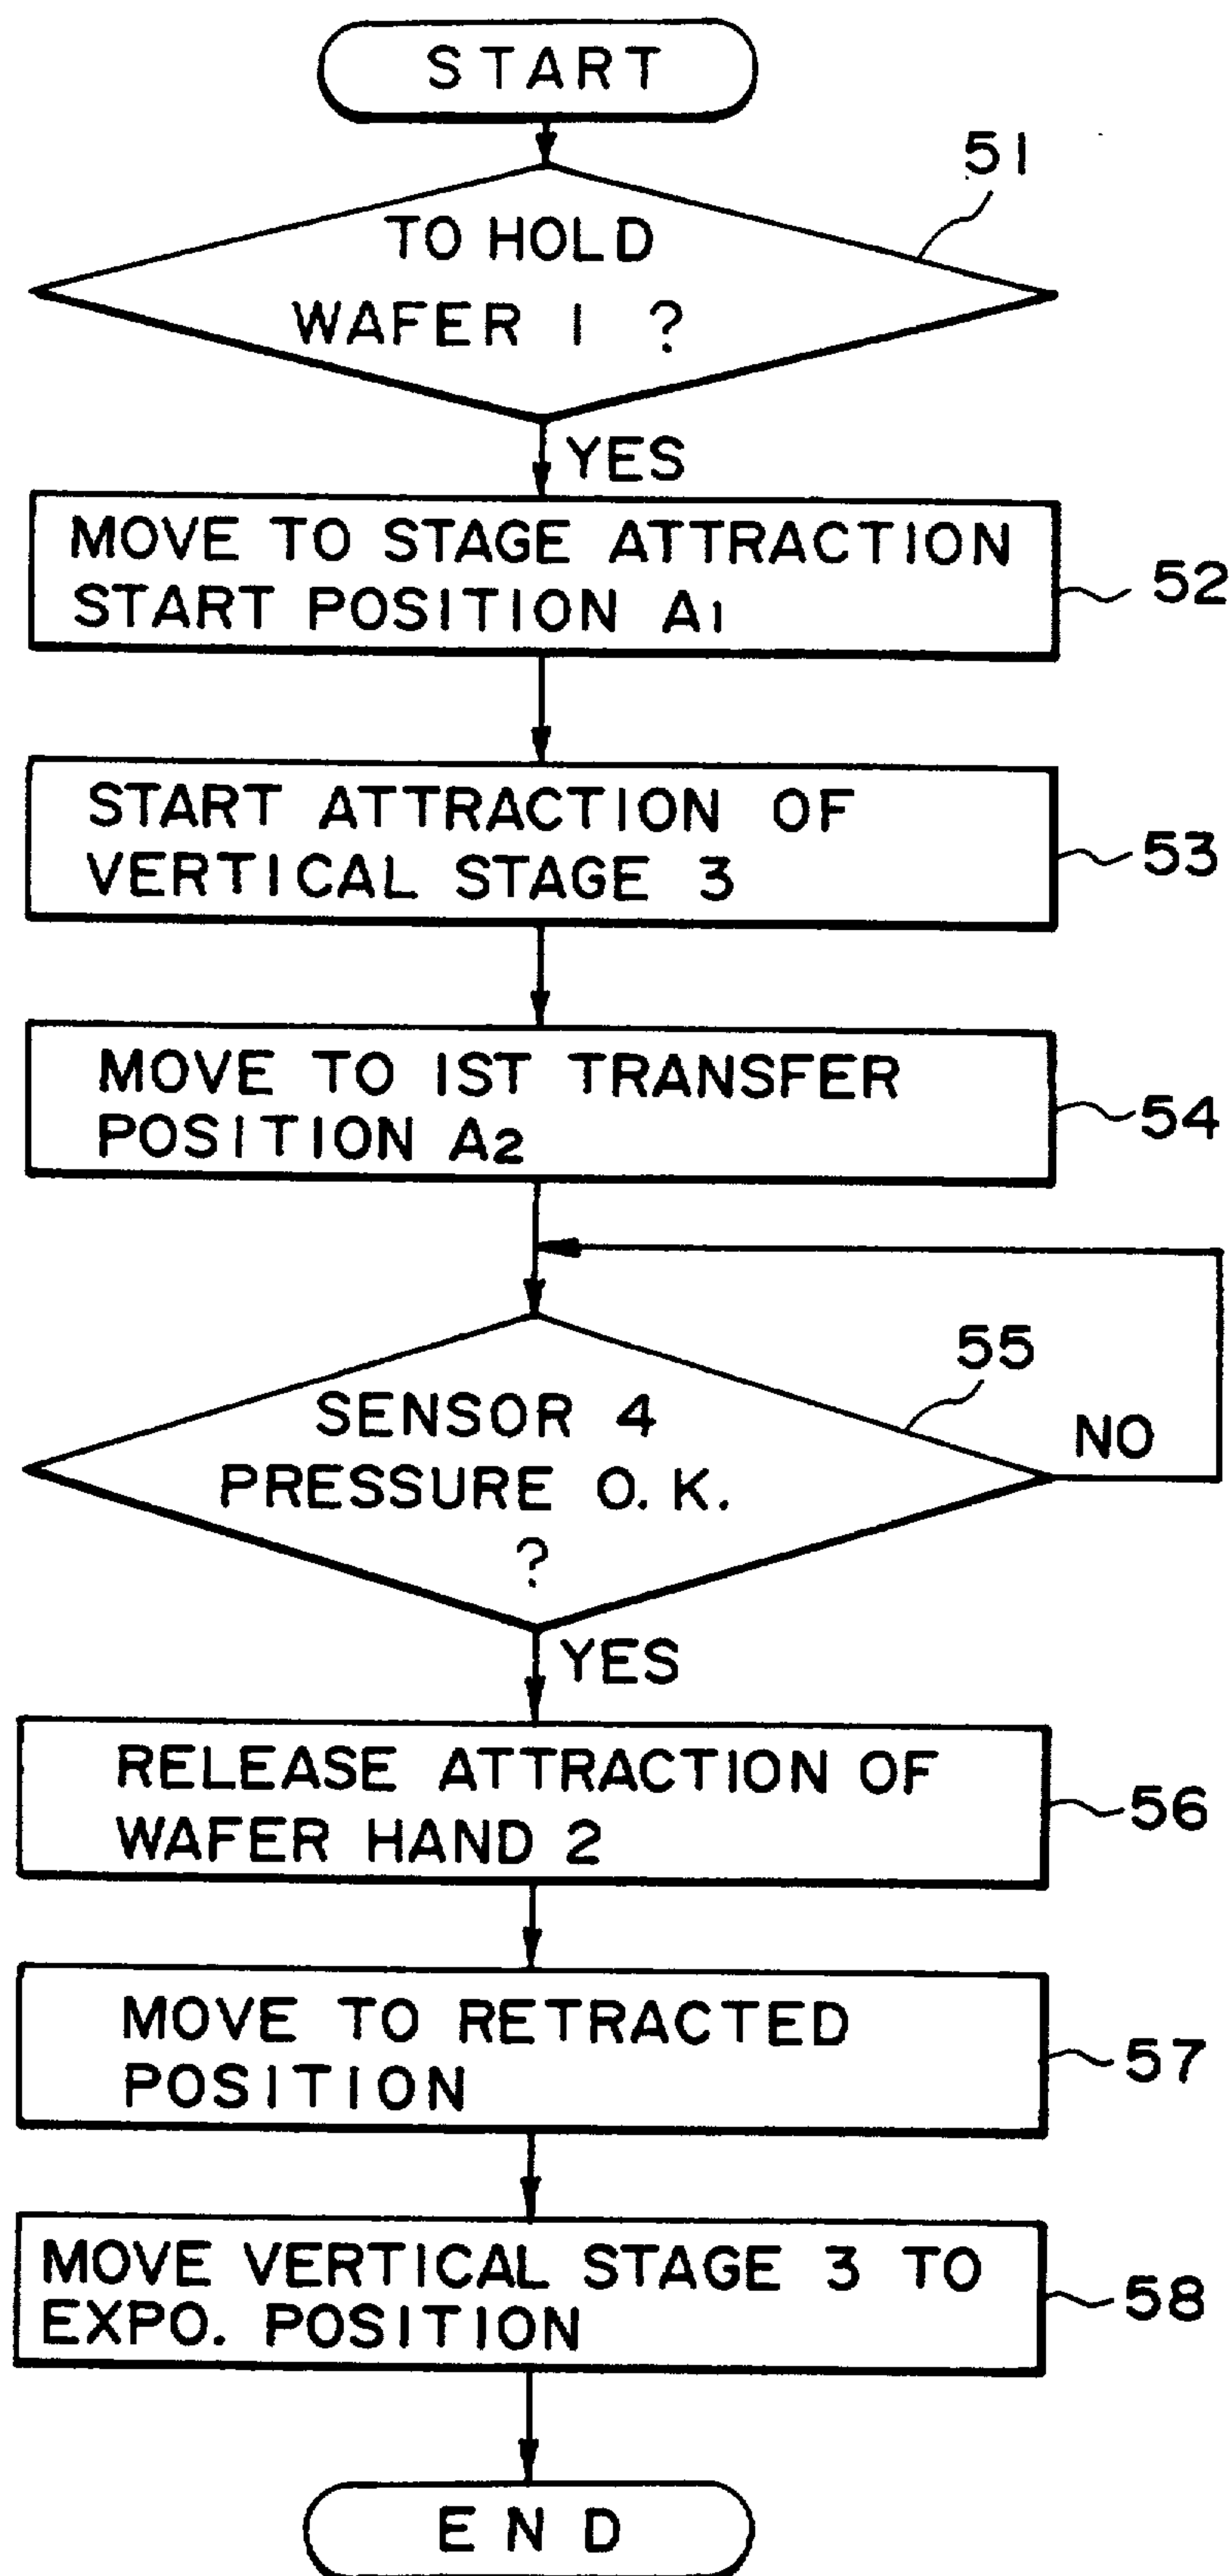 START
51
TO HOLD
WAFER 1 ?
YES
MOVE TO STAGE ATTRACTION
START POSITION A1
52
START ATTRACTION OF
VERTICAL STAGE 3
53
MOVE TO 1ST TRANSFER
POSITION A2
54
55
SENSOR 4
NO
PRESSURE O.K.
?
YES
RELEASE ATTRACTION OF
WAFER HAND 2
56
MOVE TO RETRACTED
POSITION
57
MOVE VERTICAL STAGE 3 TO
EXPO. POSITION
58
END